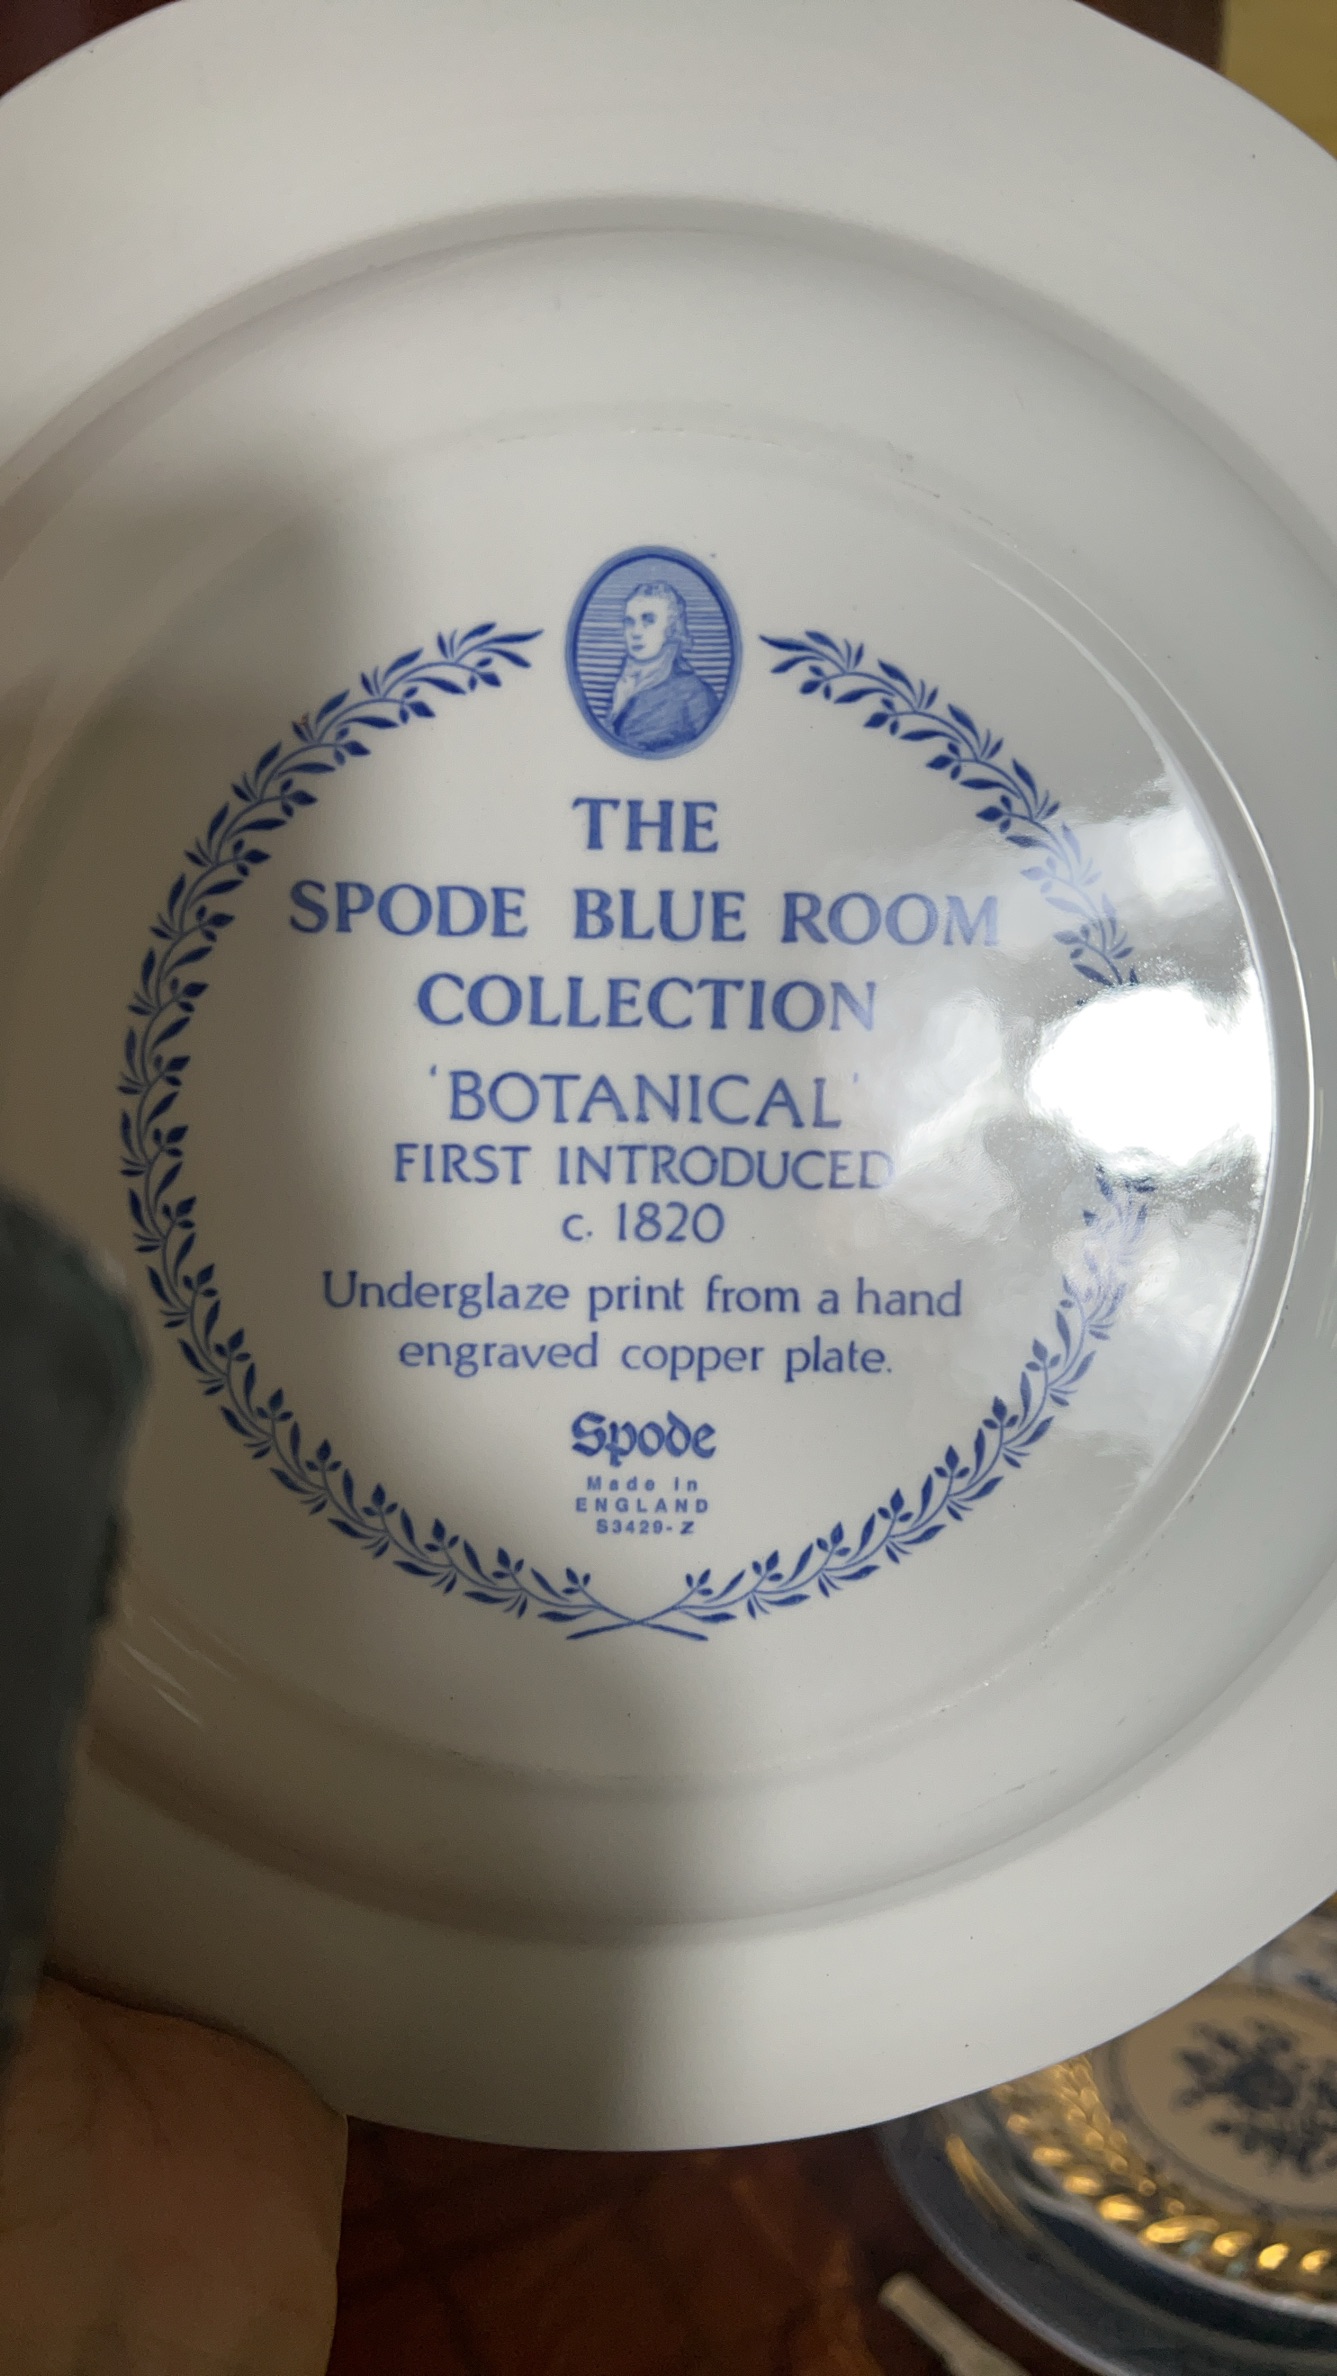 THE
SPODE BLUE ROOM
COLLECTION
‘BOTANICAL’
FIRST INTRODUCED
c. 1820
Underglaze print from a hand
engraved copper plate.
Spode
Made in
ENGLAND
S3429-Z